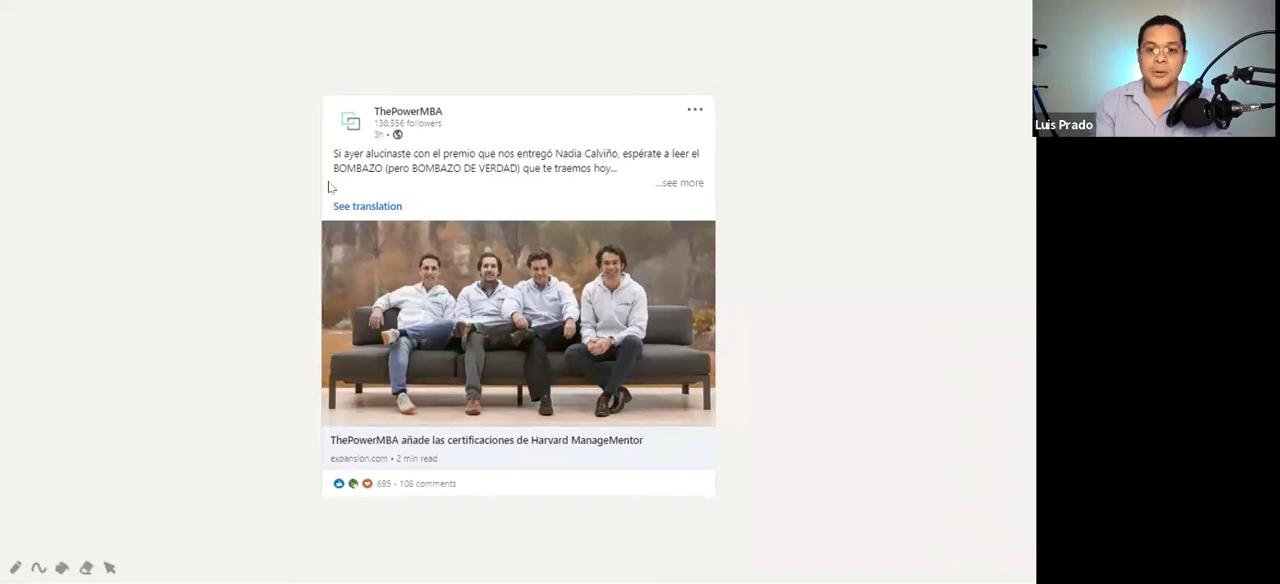 ThePowerMBA
138,556 followers
3h •
Si ayer alucinaste con el premio que nos entregó Nadia Calviño, espérate a leer el
BOMBAZO (pero BOMBAZO DE VERDAD) que te traemos hoy...
...see more
See translation
ThePowerMBA añade las certificaciones de Harvard ManageMentor
expansion.com • 2 min read
695 • 108 comments
Luis Prado